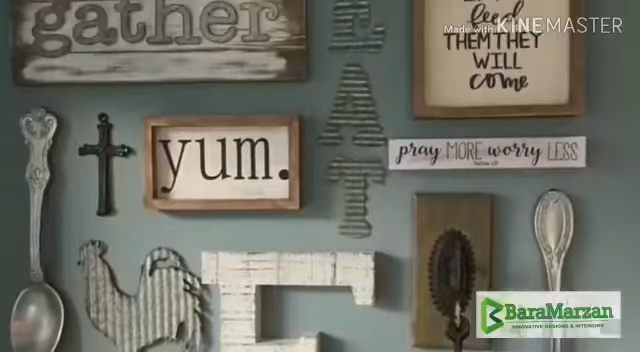 gather
EAT
feed
THEM THEY
WILL
come
Made with KINEMASTER
yum.
pray MORE worry LESS
E
BaraMarzan
INNOVATIVE DESIGNS & INTERIORS